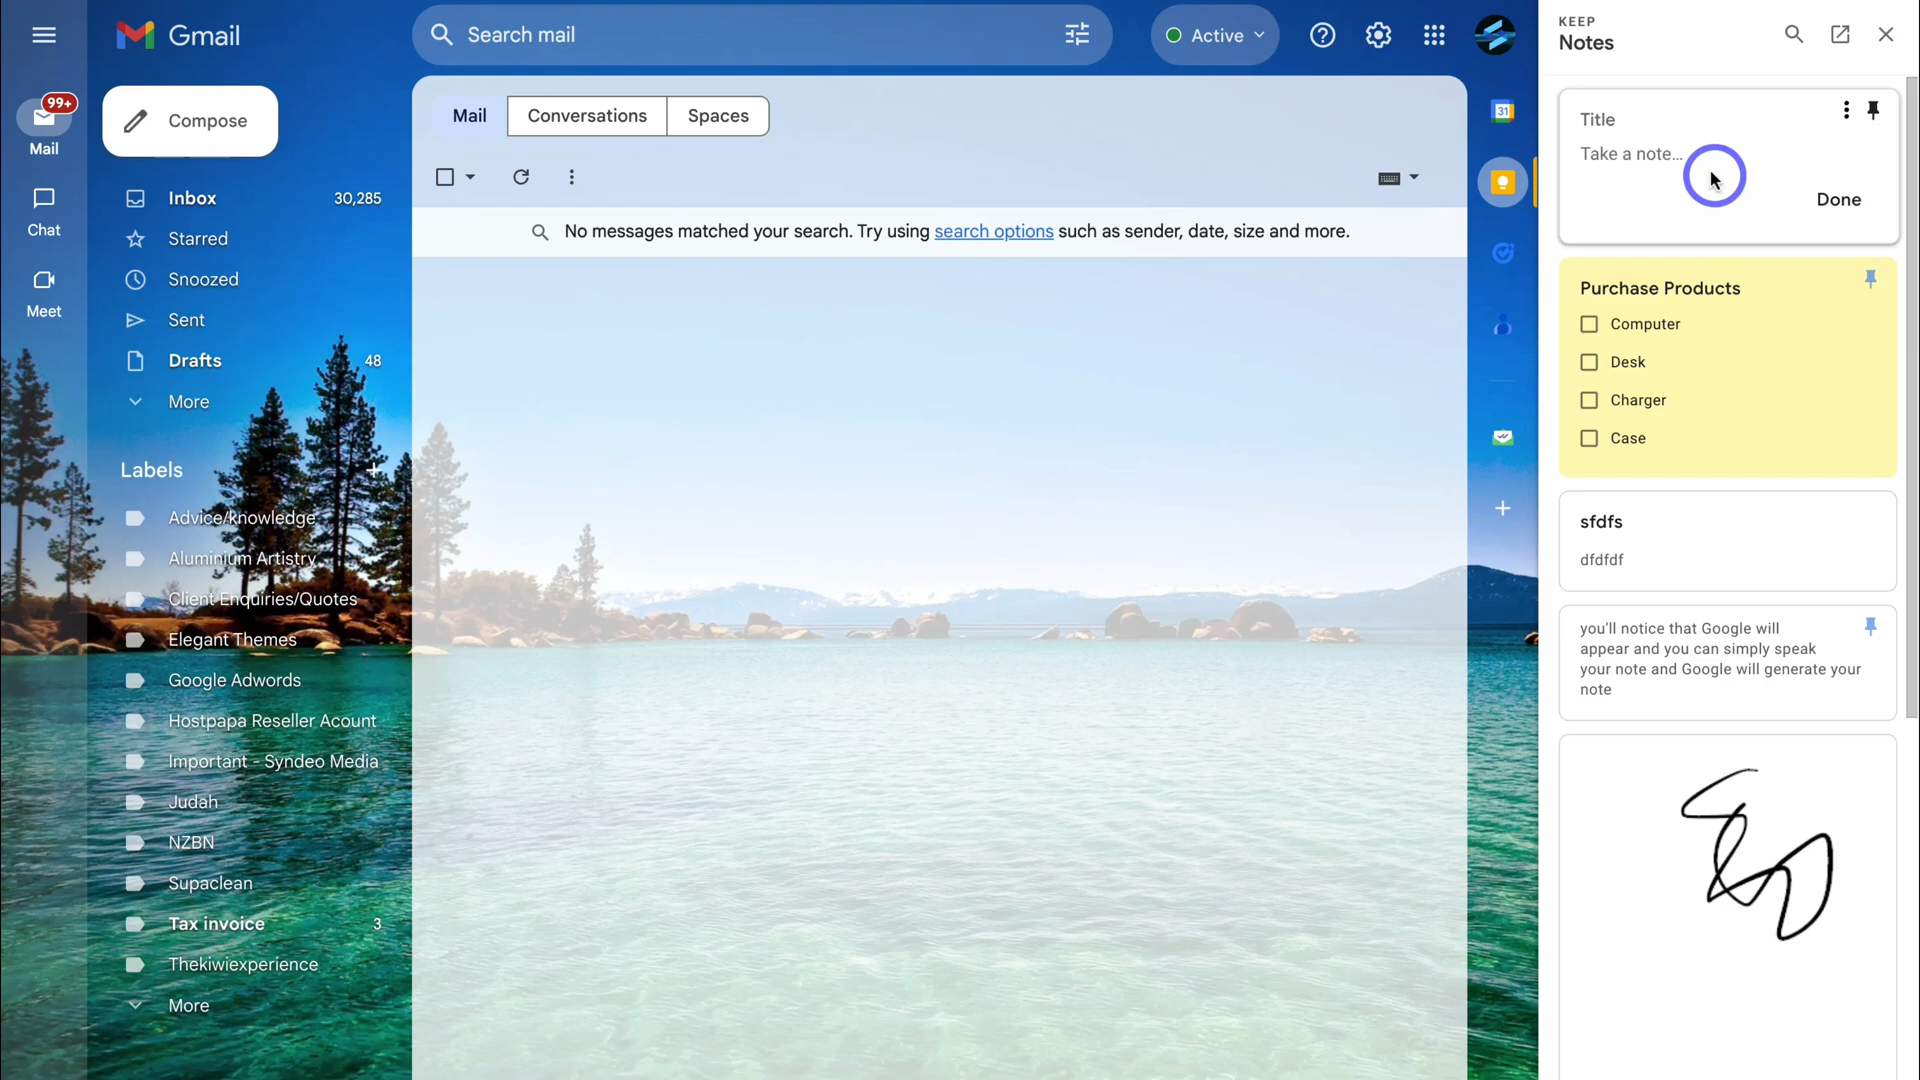 Gmail
Search mail
Active
KEEP
Notes
99+
Mail
Chat
Meet
Compose
Inbox 30,285
Starred
Snoozed
Sent
Drafts 48
More
Labels
Advice/knowledge
Aluminium Artistry
Client Enquiries/Quotes
Elegant Themes
Google Adwords
Hostpapa Reseller Acount
Important - Syndeo Media
Judah
NZBN
Supaclean
Tax invoice 3
Thekiwiexperience
More
Mail Conversations Spaces
No messages matched your search. Try using search options such as sender, date, size and more.
31
Title
Take a note...
Done
Purchase Products
Computer
Desk
Charger
Case
sfdfs
dfdfdf
you'll notice that Google will
appear and you can simply speak
your note and Google will generate your
note